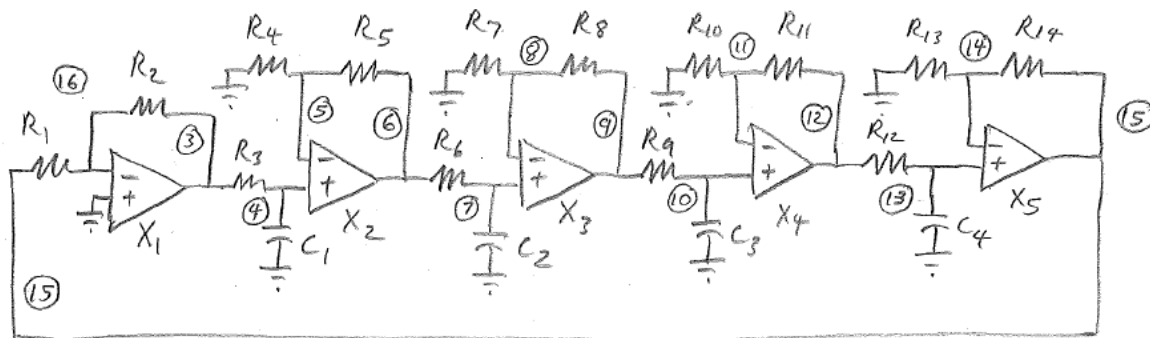 R4 R5 R7 ⑧ R8 R10 ⑪ R11 R13 ⑭ R14
⑯ R2
R1 ③ ⑤ ⑥ ⑨ ⑫ ⑮
R3 R6 R9 R12
− + − + − + − + − +
④ ⑦ ⑩ ⑬
X1 X2 X3 X4 X5
C1 C2 C3 C4
⑮